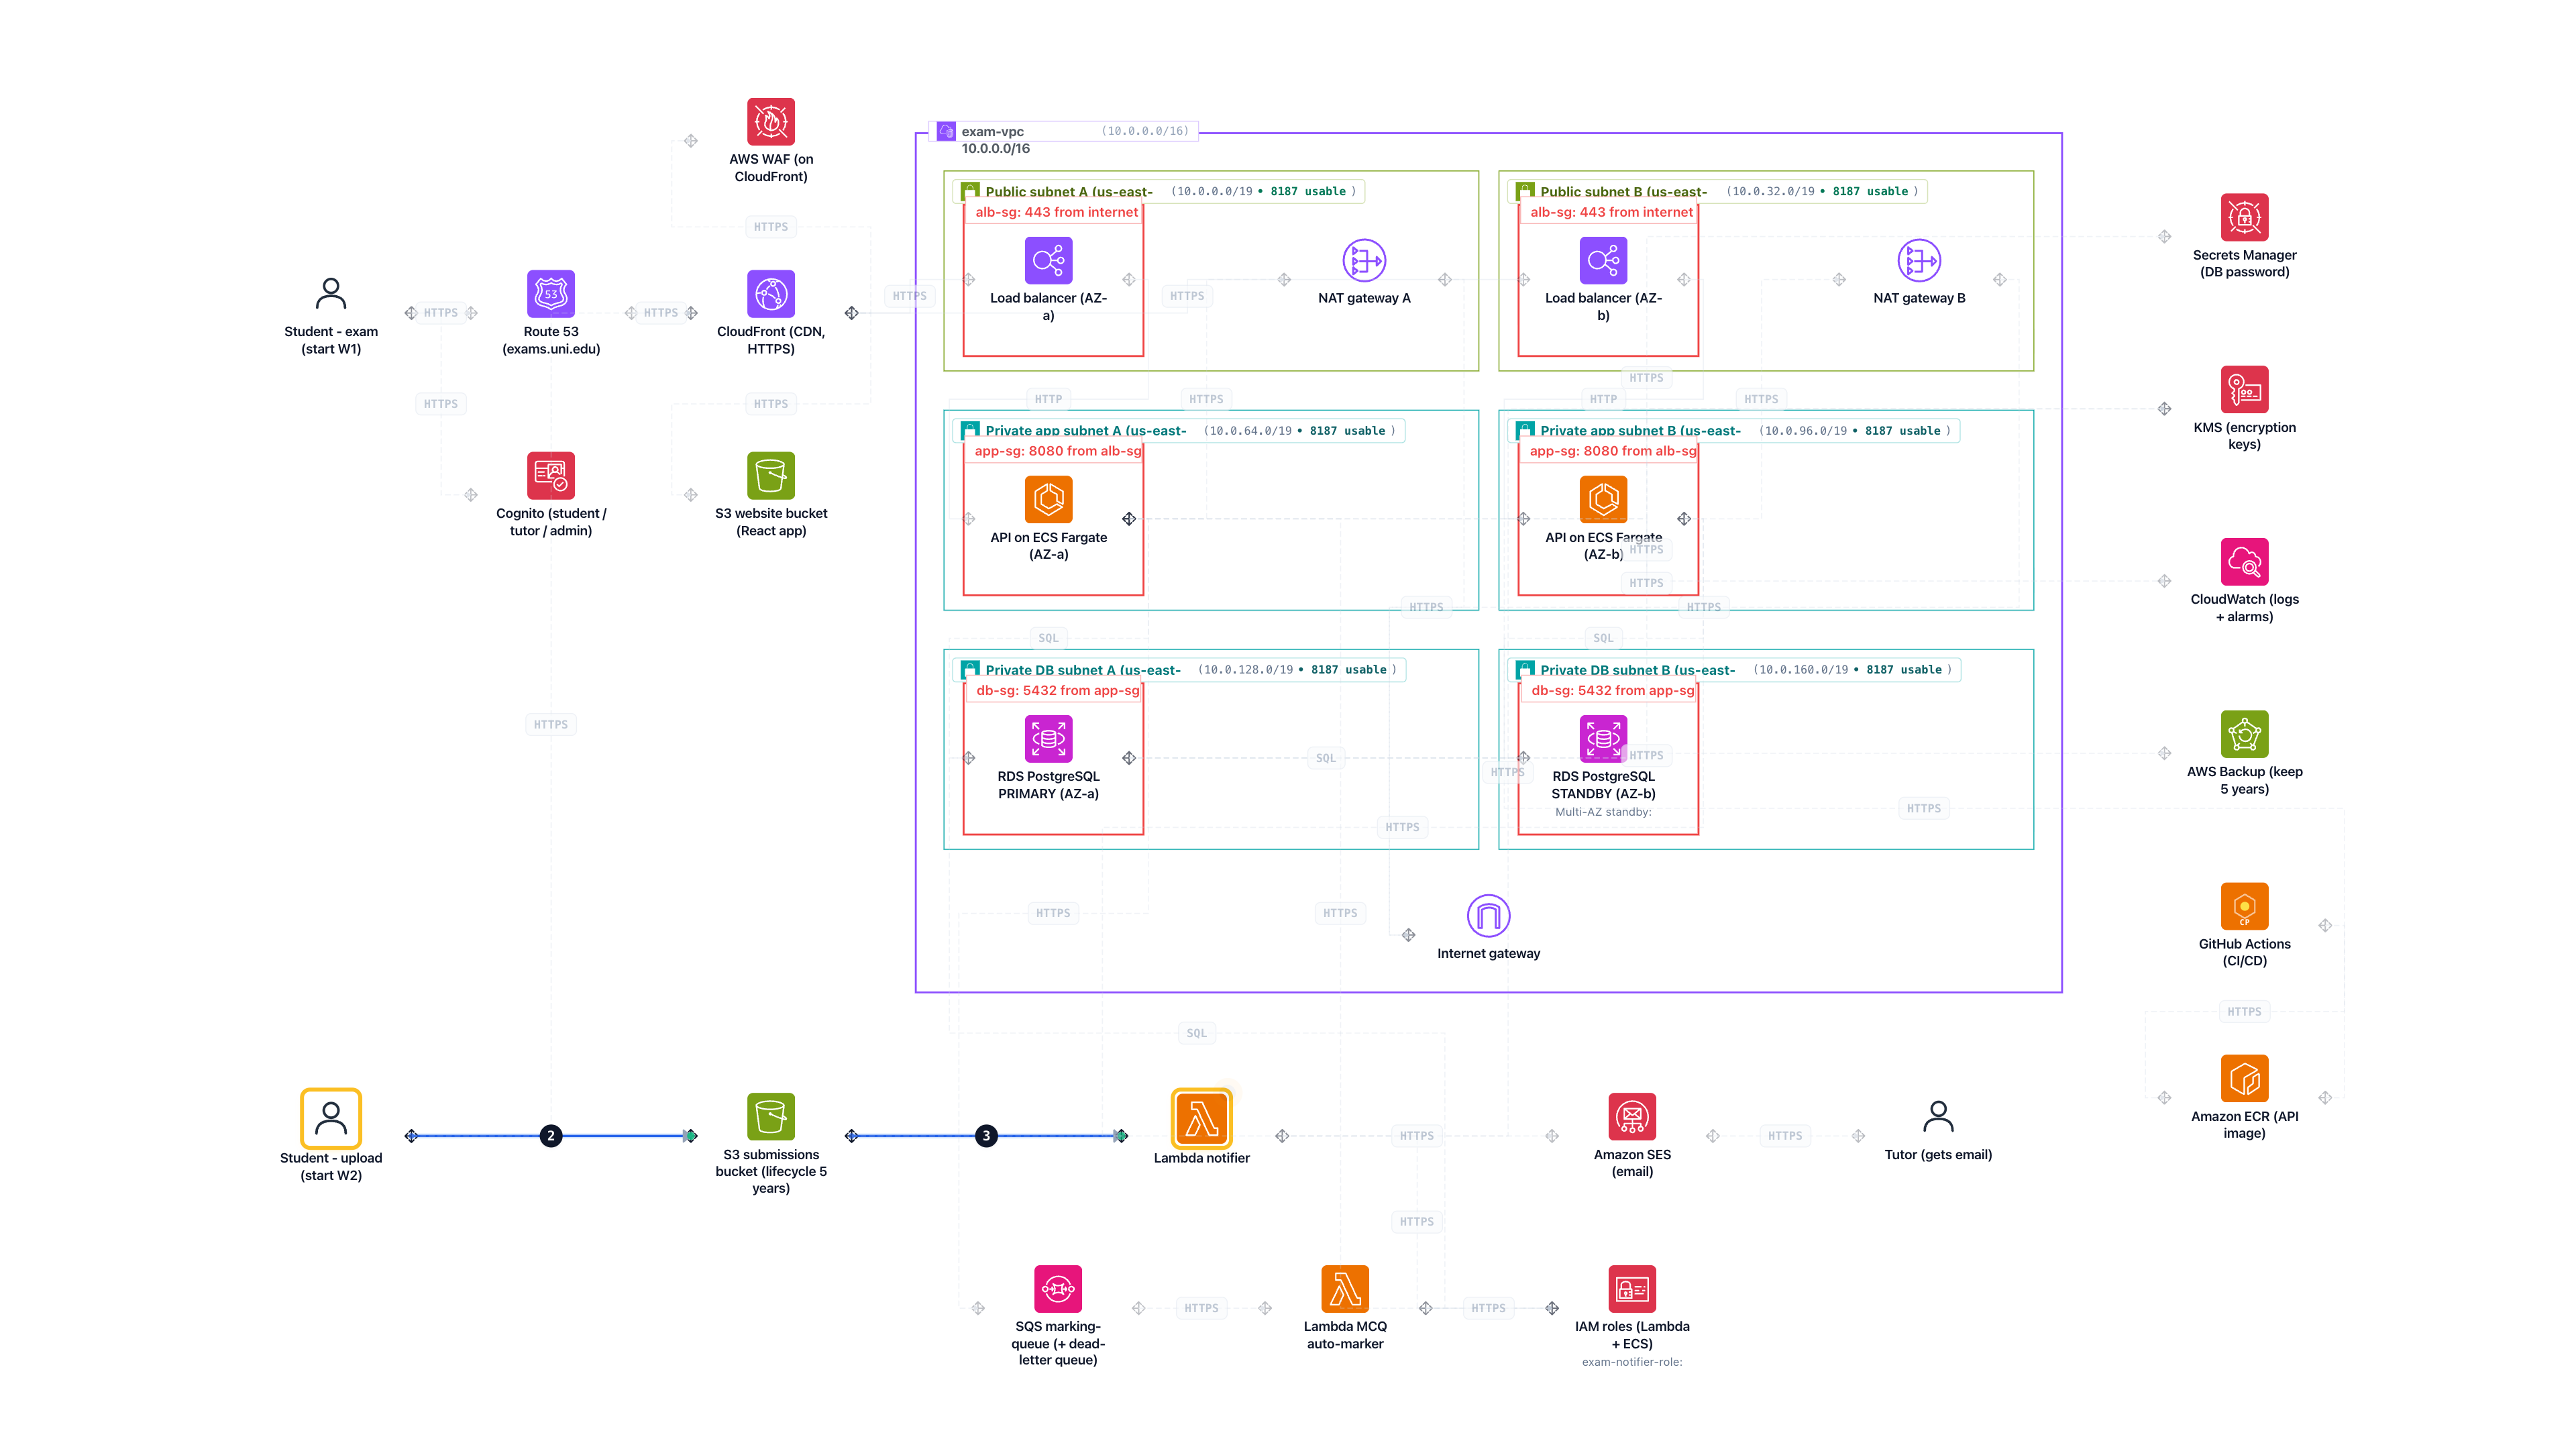 AWS WAF (on
CloudFront)
HTTPS
Student - exam
(start W1)
HTTPS
53
Route 53
(exams.uni.edu)
HTTPS
CloudFront (CDN,
HTTPS)
HTTPS
HTTPS
HTTPS
Cognito (student /
tutor / admin)
S3 website bucket
(React app)
HTTPS
exam-vpc
10.0.0.0/16
(10.0.0.0/16)
Public subnet A (us-east-
(10.0.0.0/19 • 8187 usable )
alb-sg: 443 from internet
Load balancer (AZ-
a)
HTTPS
NAT gateway A
Public subnet B (us-east-
(10.0.32.0/19 • 8187 usable )
alb-sg: 443 from internet
Load balancer (AZ-
b)
NAT gateway B
HTTPS
HTTP
HTTPS
HTTP
HTTPS
Private app subnet A (us-east-
(10.0.64.0/19 • 8187 usable )
app-sg: 8080 from alb-sg
API on ECS Fargate
(AZ-a)
Private app subnet B (us-east-
(10.0.96.0/19 • 8187 usable )
app-sg: 8080 from alb-sg
API on ECS Fargate
(AZ-b)
HTTPS
HTTPS
HTTPS
HTTPS
SQL
SQL
Private DB subnet A (us-east-
(10.0.128.0/19 • 8187 usable )
db-sg: 5432 from app-sg
RDS PostgreSQL
PRIMARY (AZ-a)
SQL
Private DB subnet B (us-east-
(10.0.160.0/19 • 8187 usable )
db-sg: 5432 from app-sg
HTTPS
HTTPS
RDS PostgreSQL
STANDBY (AZ-b)
Multi-AZ standby:
HTTPS
HTTPS
HTTPS
HTTPS
Internet gateway
SQL
Secrets Manager
(DB password)
KMS (encryption
keys)
CloudWatch (logs
+ alarms)
AWS Backup (keep
5 years)
CP
GitHub Actions
(CI/CD)
HTTPS
Amazon ECR (API
image)
Student - upload
(start W2)
2
S3 submissions
bucket (lifecycle 5
years)
3
Lambda notifier
HTTPS
Amazon SES
(email)
HTTPS
Tutor (gets email)
HTTPS
SQS marking-
queue (+ dead-
letter queue)
HTTPS
Lambda MCQ
auto-marker
HTTPS
IAM roles (Lambda
+ ECS)
exam-notifier-role: